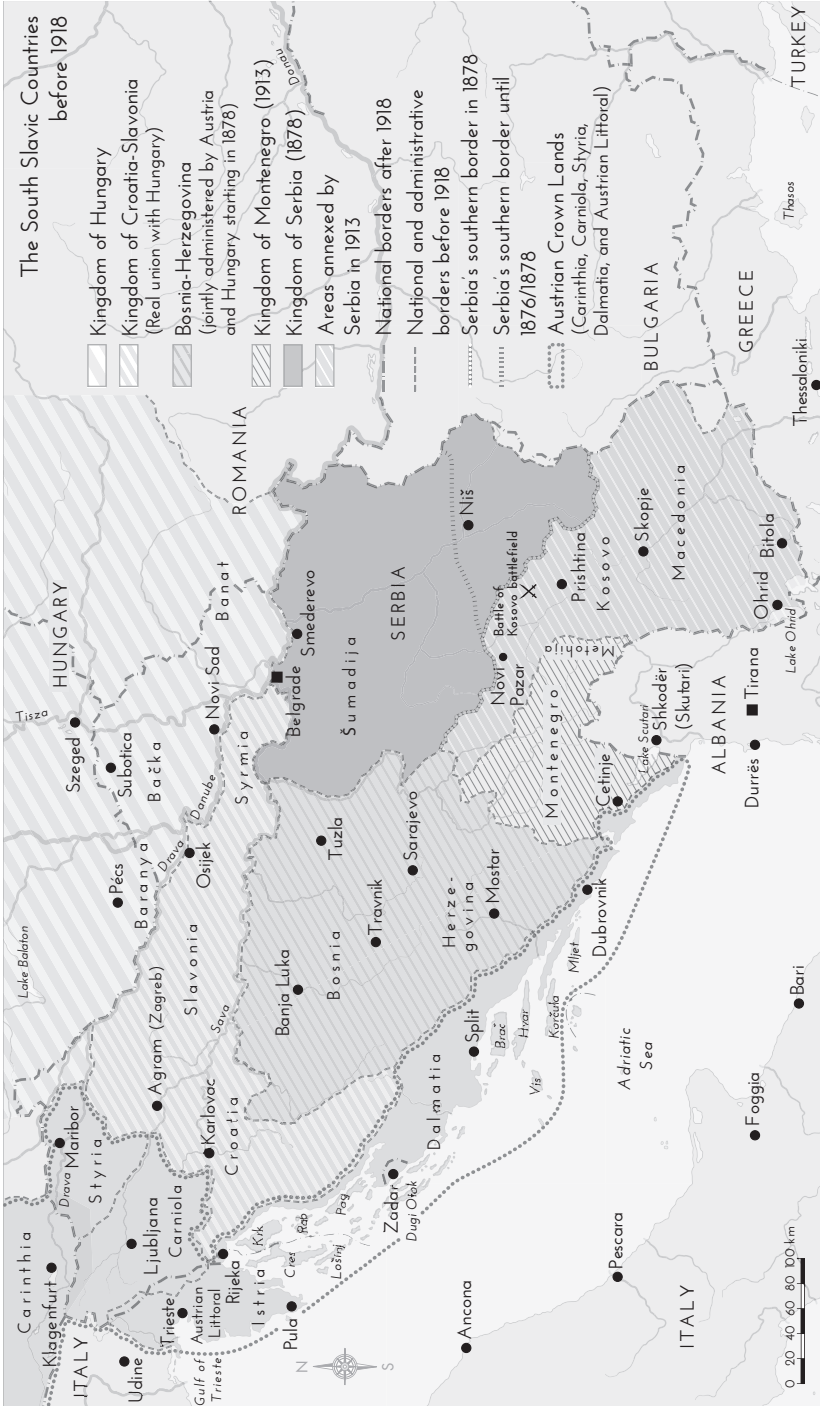 The South Slavic Countries
before 1918
Kingdom of Hungary
Kingdom of Croatia-Slavonia
(Real union with Hungary)
Bosnia-Herzegovina
(jointly administered by Austria
and Hungary starting in 1878)
Kingdom of Montenegro (1913)
Kingdom of Serbia (1878)
Areas annexed by
Serbia in 1913
National borders after 1918
National and administrative
borders before 1918
Serbia's southern border in 1878
Serbia's southern border until
1876/1878
Austrian Crown Lands
(Carinthia, Carniola, Styria,
Dalmatia, and Austrian Littoral)
Carinthia
Klagenfurt
ITALY
Udine
Trieste
Gulf of
Trieste
Austrian
Littoral
Ljubljana
Carniola
Drava
Maribor
Styria
Rijeka
Istria
Pula
Krk
Cres
Rab
Lošinj
Pag
Zadar
Dugi Otok
Agram (Zagreb)
Karlovac
Croatia
Slavonia
Sava
Lake Balaton
Pécs
Baranya
Drava
Osijek
Danube
Szeged
Tisza
Subotica
Bačka
Novi Sad
Syrmia
HUNGARY
Banat
ROMANIA
Donau
Belgrade
Smederevo
Šumadija
SERBIA
Niš
Banja Luka
Bosnia
Travnik
Tuzla
Sarajevo
Herze-
govina
Mostar
Dalmatia
Split
Brač
Hvar
Vis
Korčula
Mljet
Dubrovnik
Novi
Pazar
Battle of
Kosovo battlefield
Prishtina
Kosovo
Metohija
Montenegro
Cetinje
Lake Scutari
Shkodër
(Skutari)
Skopje
Macedonia
Ohrid
Bitola
Lake Ohrid
ALBANIA
Tirana
Durrës
BULGARIA
GREECE
Thessaloniki
Thasos
TURKEY
Adriatic
Sea
Ancona
Pescara
ITALY
Foggia
Bari
N
S
0 20 40 60 80 100 km